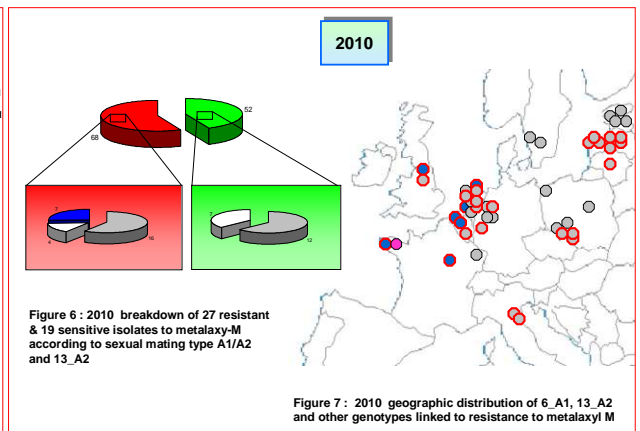 2010
52
68
7
4
16
7
12
Figure 6 : 2010 breakdown of 27 resistant
& 19 sensitive isolates to metalaxy-M
according to sexual mating type A1/A2
and 13_A2
Figure 7 : 2010 geographic distribution of 6_A1, 13_A2
and other genotypes linked to resistance to metalaxyl M